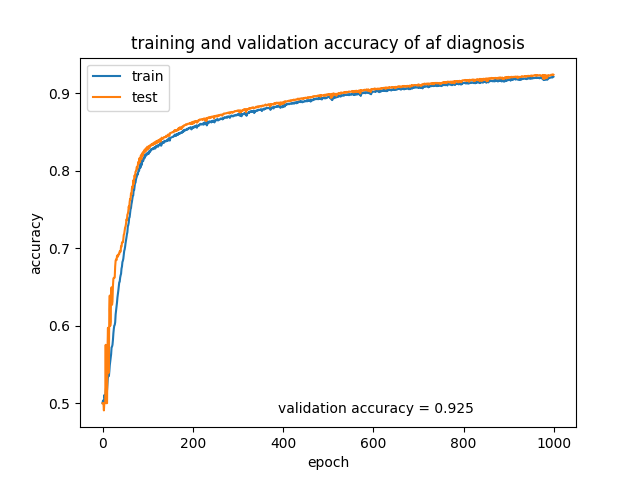 training and validation accuracy of af diagnosis
train
test
0.9
0.8
0.7
0.6
0.5
accuracy
validation accuracy = 0.925
0 200 400 600 800 1000
epoch